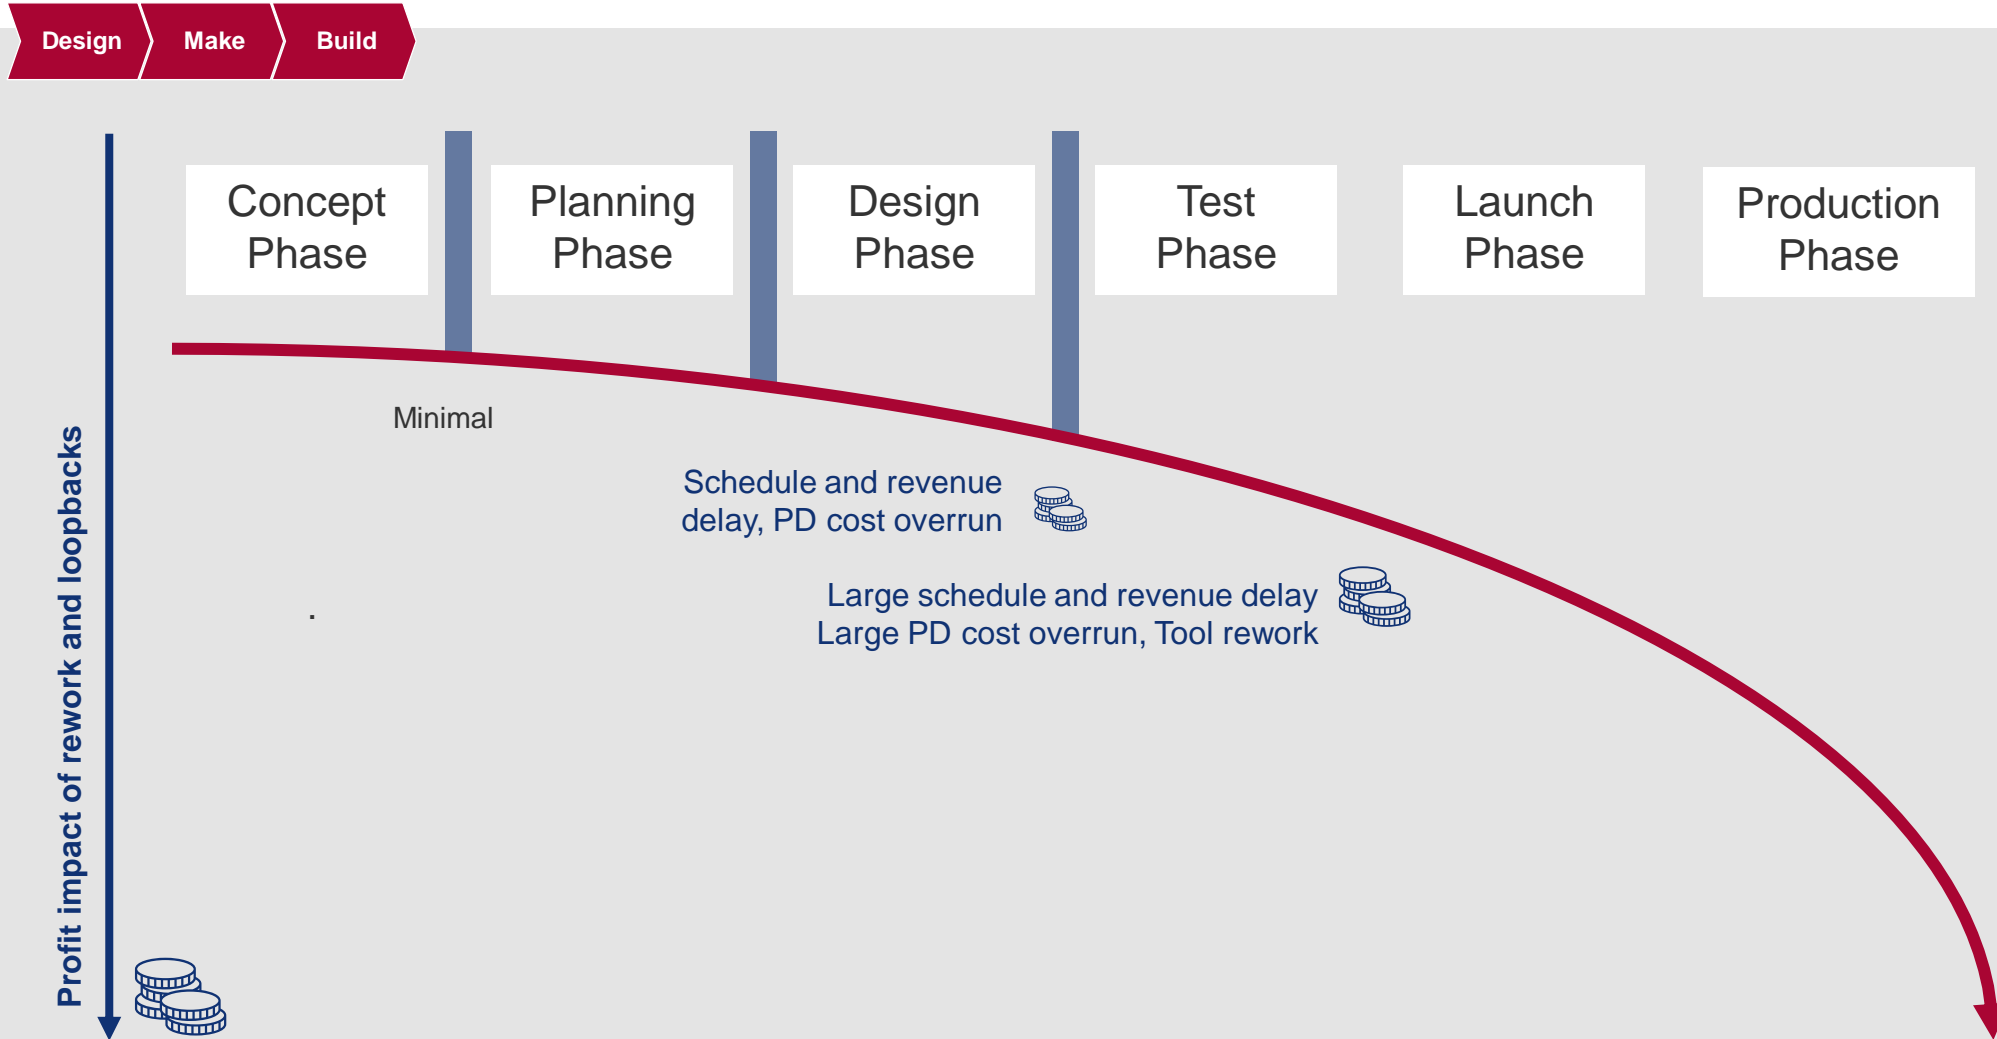 Design
Make
Build
Concept
Phase
Planning
Phase
Design
Phase
Test
Phase
Launch
Phase
Production
Phase
Profit impact of rework and loopbacks
Minimal
Schedule and revenue
delay, PD cost overrun
Large schedule and revenue delay
Large PD cost overrun, Tool rework
.